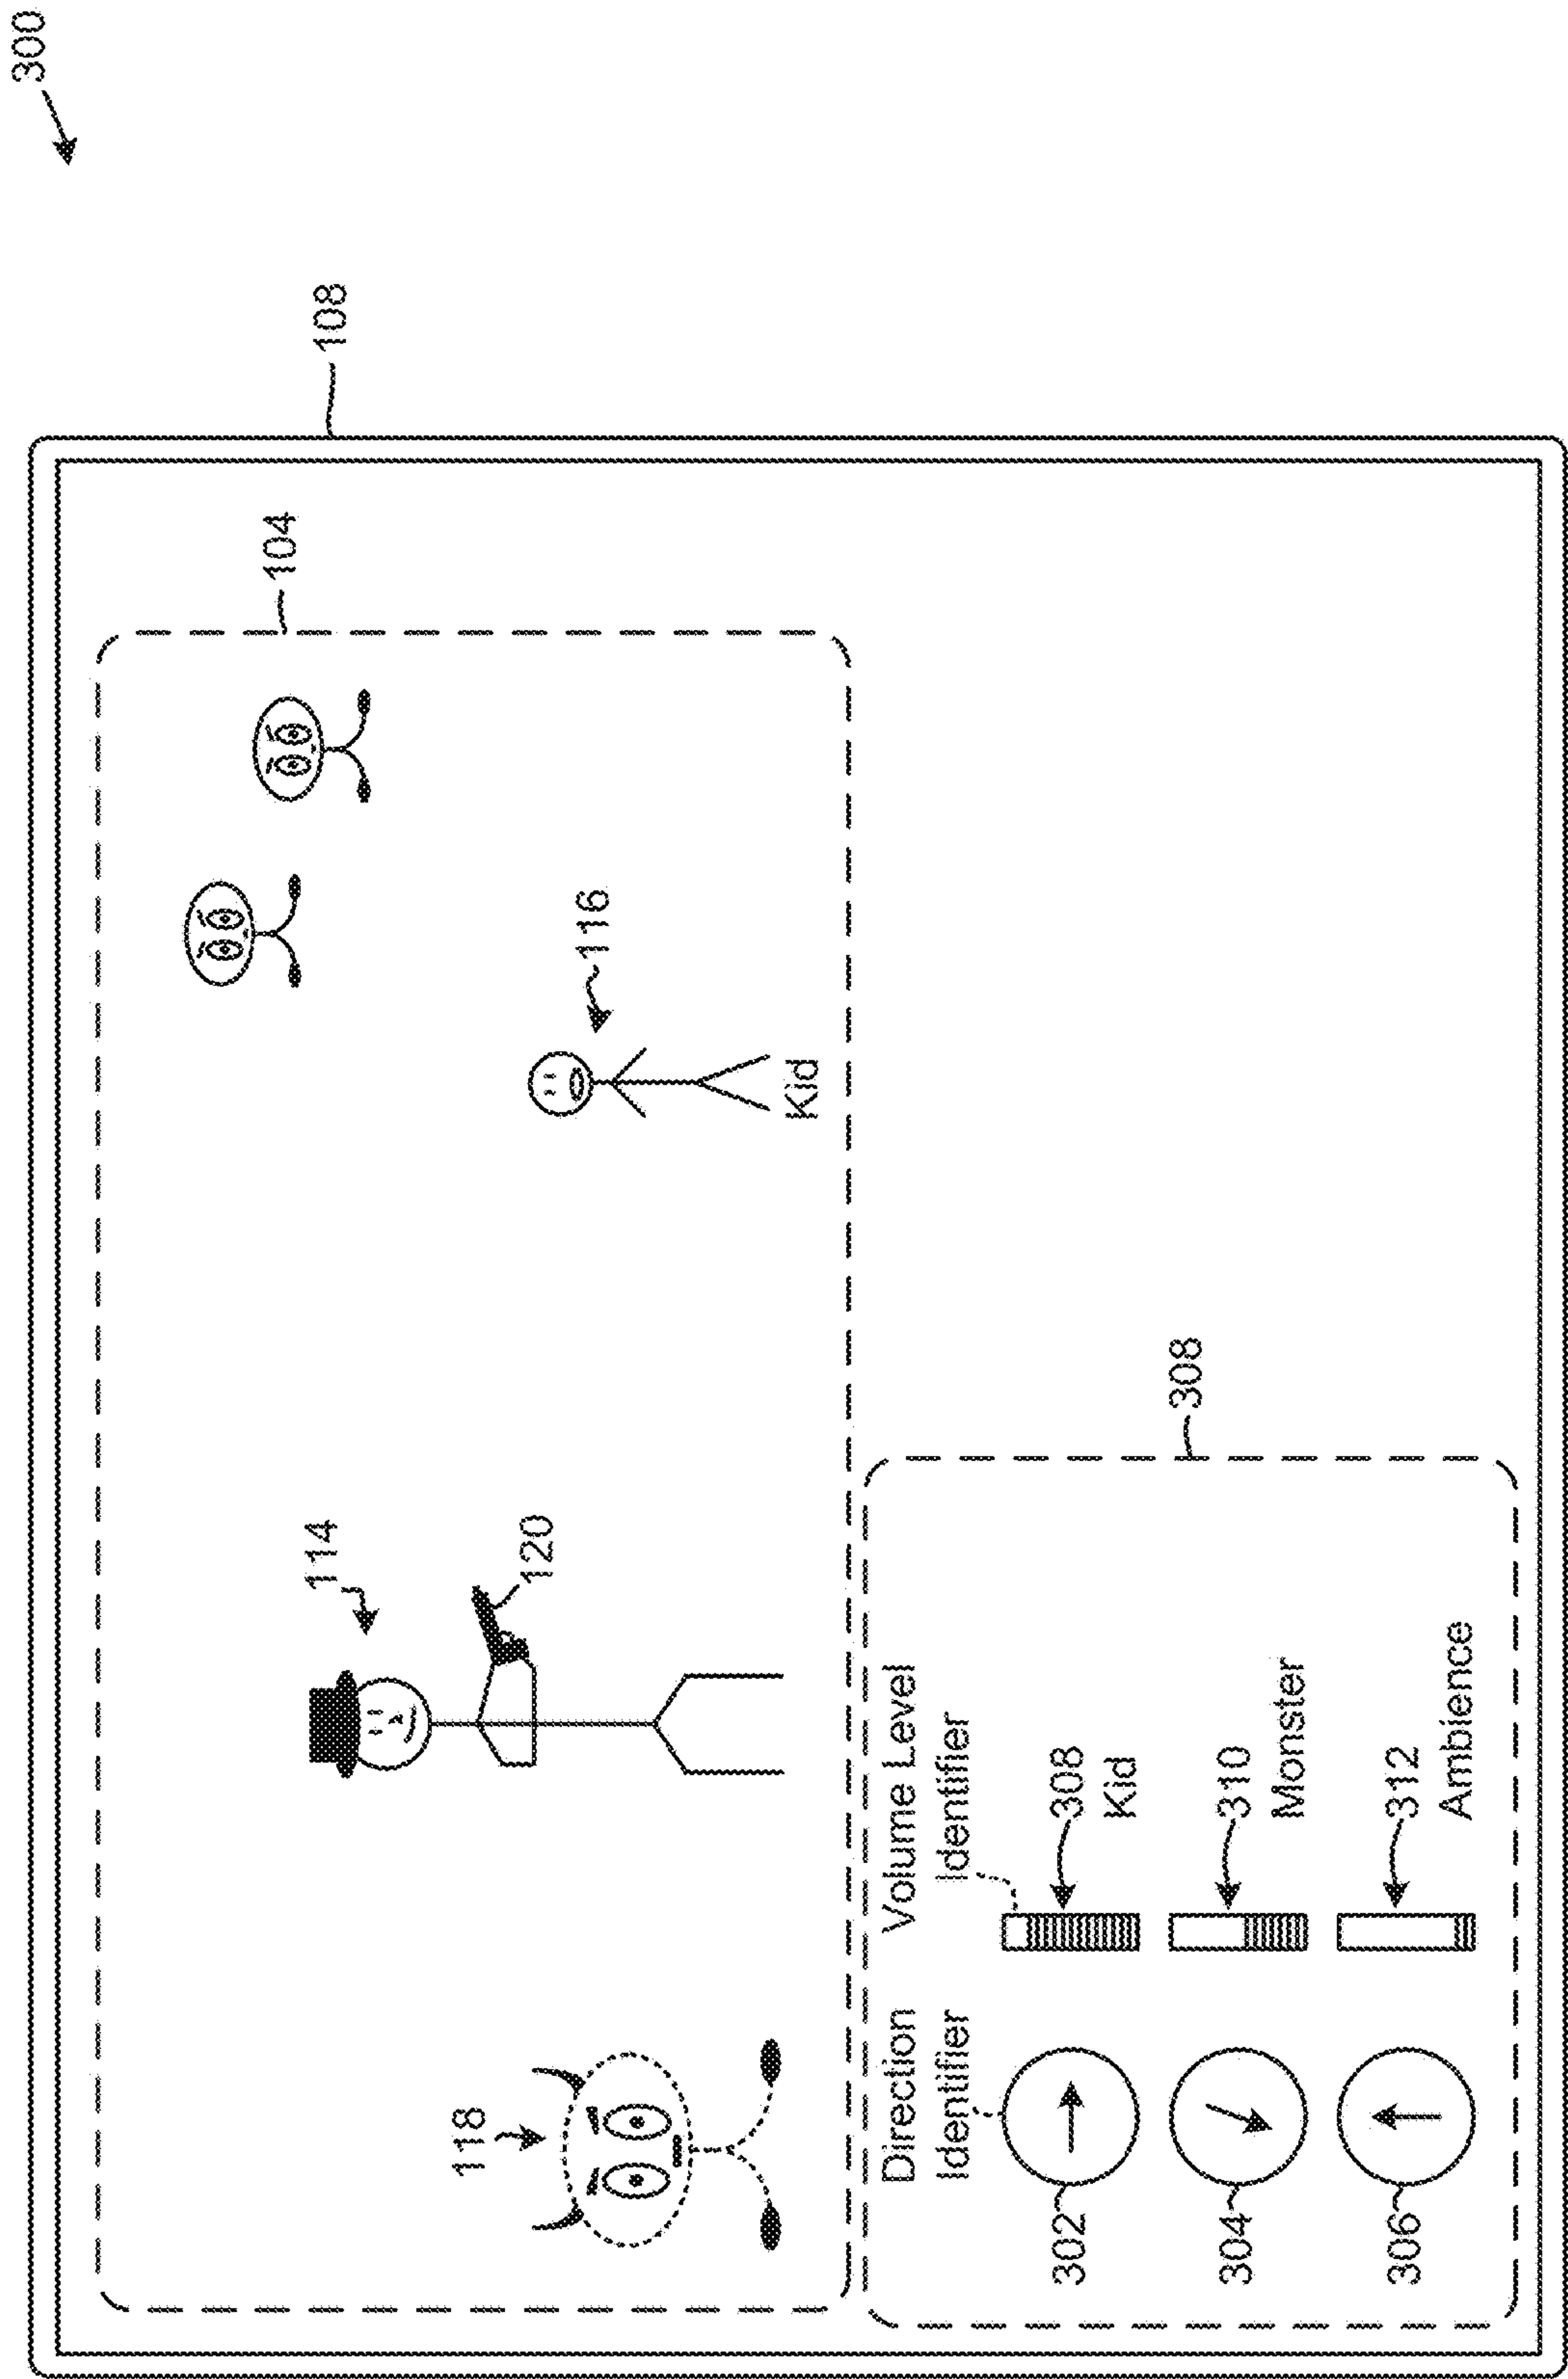 300
108
104
114
120
118
116
Kid
308
Direction Volume Level
Identifier Identifier
302
308
Kid
304
310
Monster
306
312
Ambience